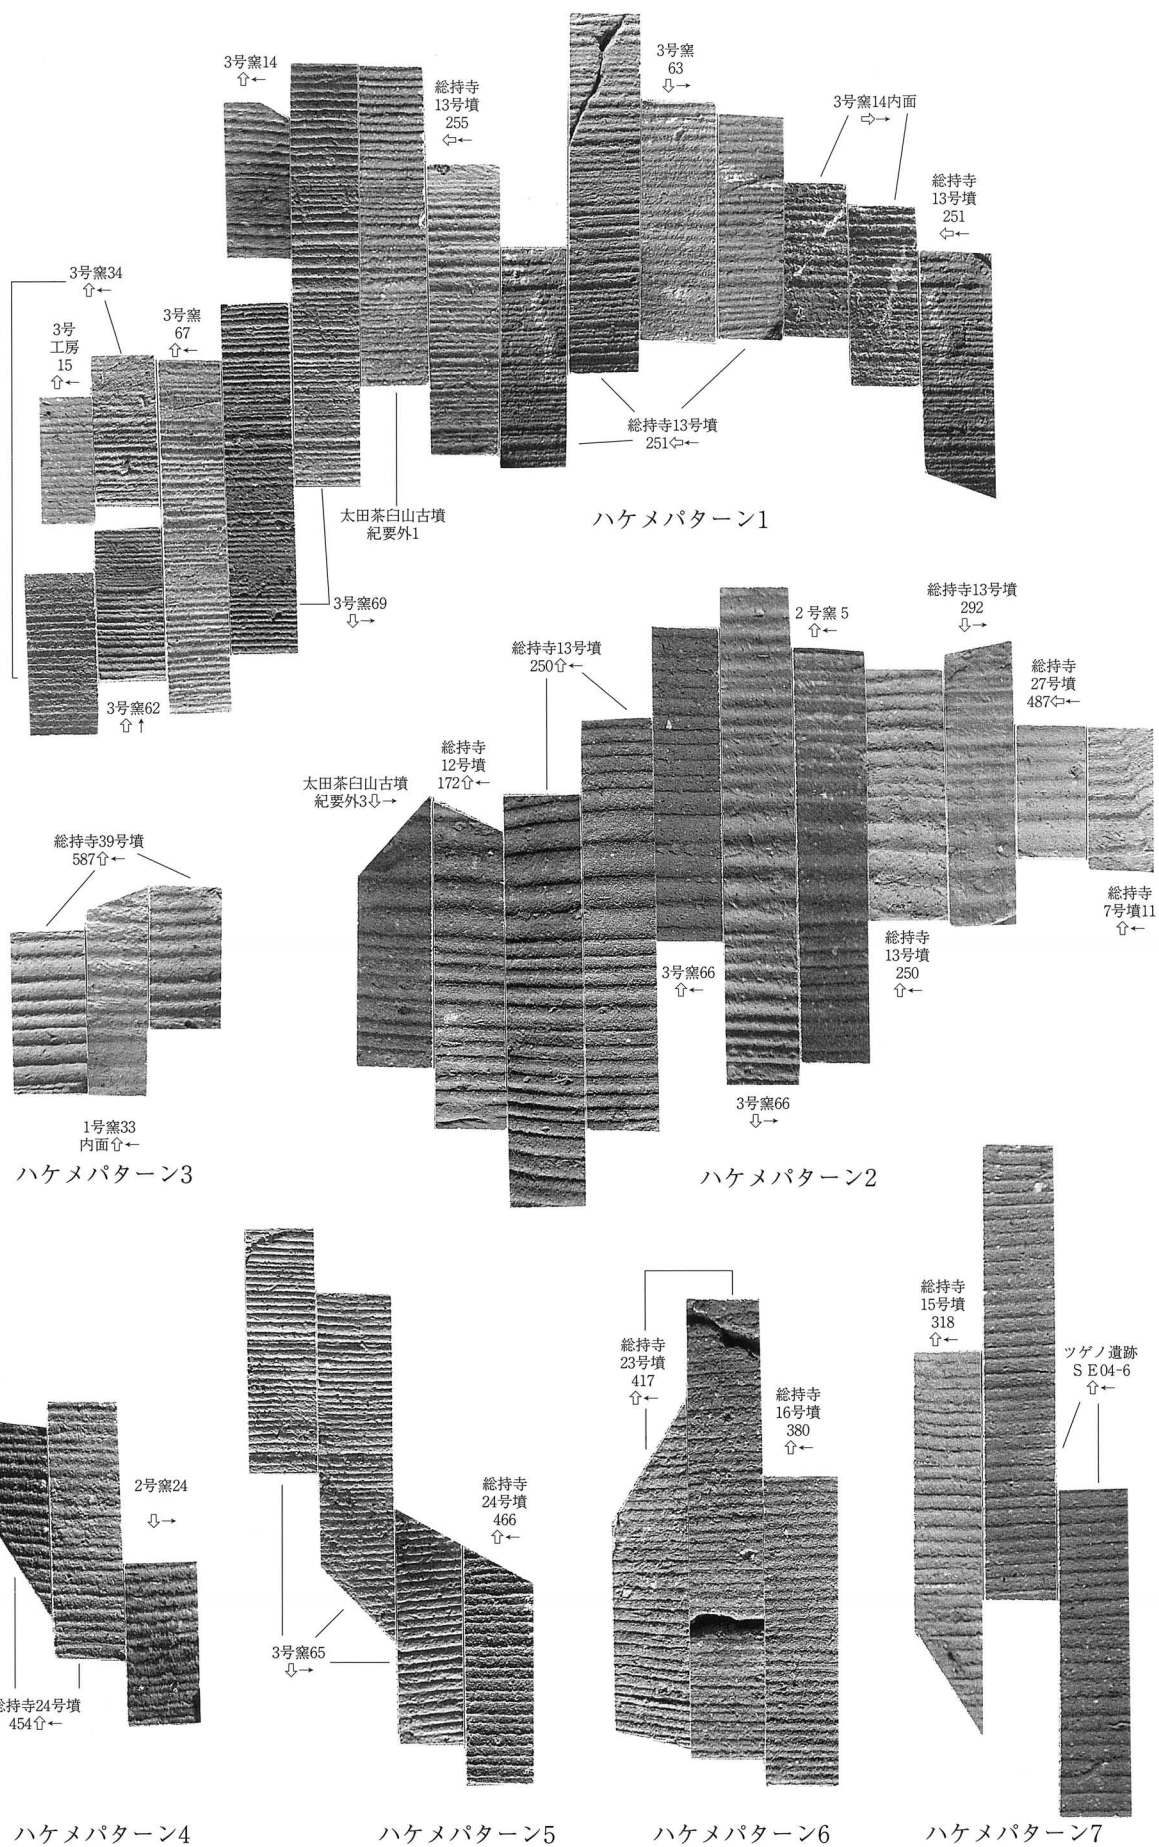 3号窯14
⇧←
総持寺
13号墳
255
⇦←
3号窯
63
⇩→
3号窯14内面
⇨→
総持寺
13号墳
251
⇦←
3号窯34
⇧←
3号
工房
15
⇧←
3号窯
67
⇧←
総持寺13号墳
251⇦←
太田茶臼山古墳
紀要外1
ハケメパターン1
3号窯69
⇩→
3号窯62
⇧↑
総持寺13号墳
250⇧←
2号窯5
⇧←
総持寺13号墳
292
⇩→
総持寺
27号墳
487⇦←
太田茶臼山古墳
紀要外3⇩→
総持寺
12号墳
172⇧←
総持寺
7号墳11
⇧←
総持寺
13号墳
250
⇧←
3号窯66
⇧←
3号窯66
⇩→
ハケメパターン2
総持寺39号墳
587⇧←
1号窯33
内面⇧←
ハケメパターン3
2号窯24
⇩→
総持寺24号墳
454⇧←
ハケメパターン4
総持寺
24号墳
466
⇧←
3号窯65
⇩→
ハケメパターン5
総持寺
23号墳
417
⇧←
総持寺
16号墳
380
⇧←
ハケメパターン6
総持寺
15号墳
318
⇧←
ツゲノ遺跡
SE04-6
⇧←
ハケメパターン7